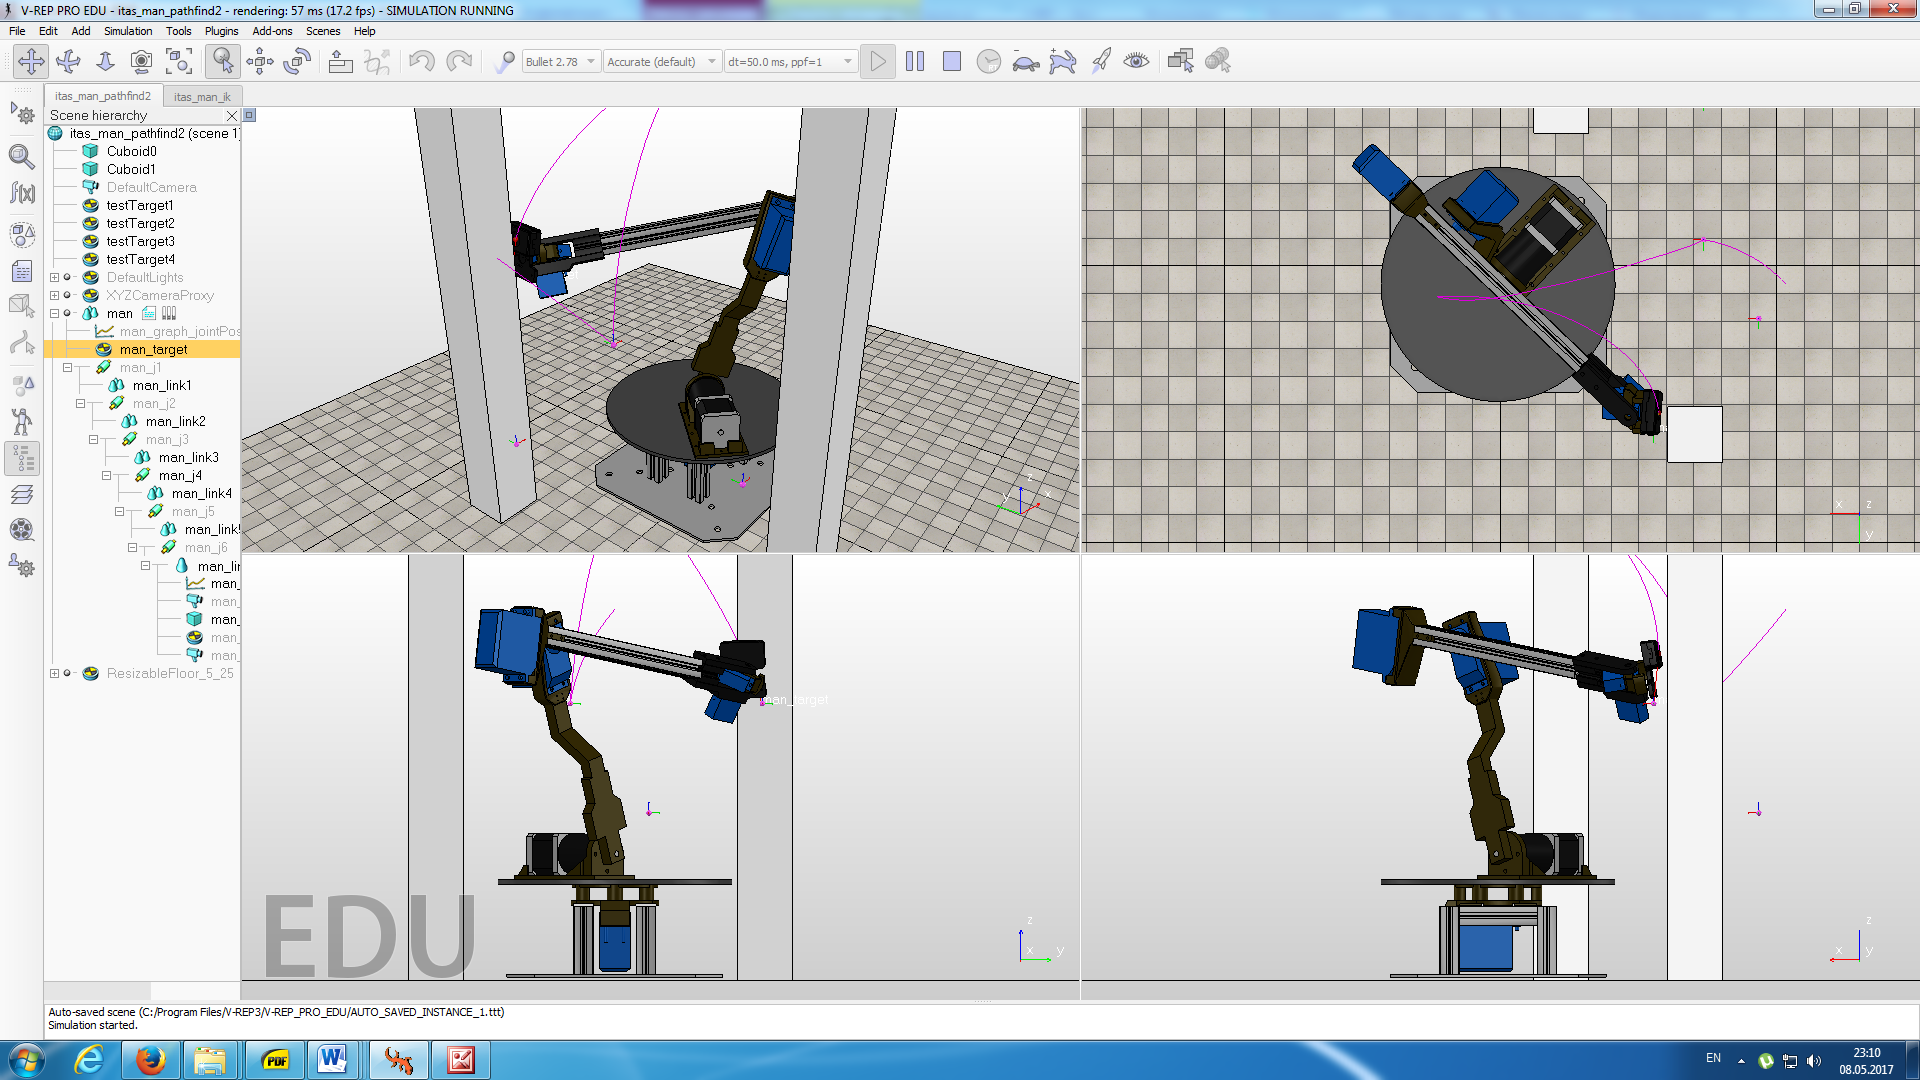 V-REP PRO EDU - itas_man_pathfind2 - rendering: 57 ms (17.2 fps) - SIMULATION RUNNING
File Edit Add Simulation Tools Plugins Add-ons Scenes Help
Bullet 2.78 Accurate (default) dt=50.0 ms, ppf=1
itas_man_pathfind2 itas_man_ik
Scene hierarchy
itas_man_pathfind2 (scene 1)
Cuboid0
Cuboid1
DefaultCamera
testTarget1
testTarget2
testTarget3
testTarget4
DefaultLights
XYZCameraProxy
man
man_graph_jointPos
man_target
man_j1
man_link1
man_j2
man_link2
man_j3
man_link3
man_j4
man_link4
man_j5
man_link
man_j6
man_li
man_
man_
man_
man_
man_
ResizableFloor_5_25
f(x)
z
x
y
x z
y
man_target
EDU
z
x y
z
x y
Auto-saved scene (C:/Program Files/V-REP3/V-REP_PRO_EDU/AUTO_SAVED_INSTANCE_1.ttt)
Simulation started.
PDF
W
EN
23:10
08.05.2017